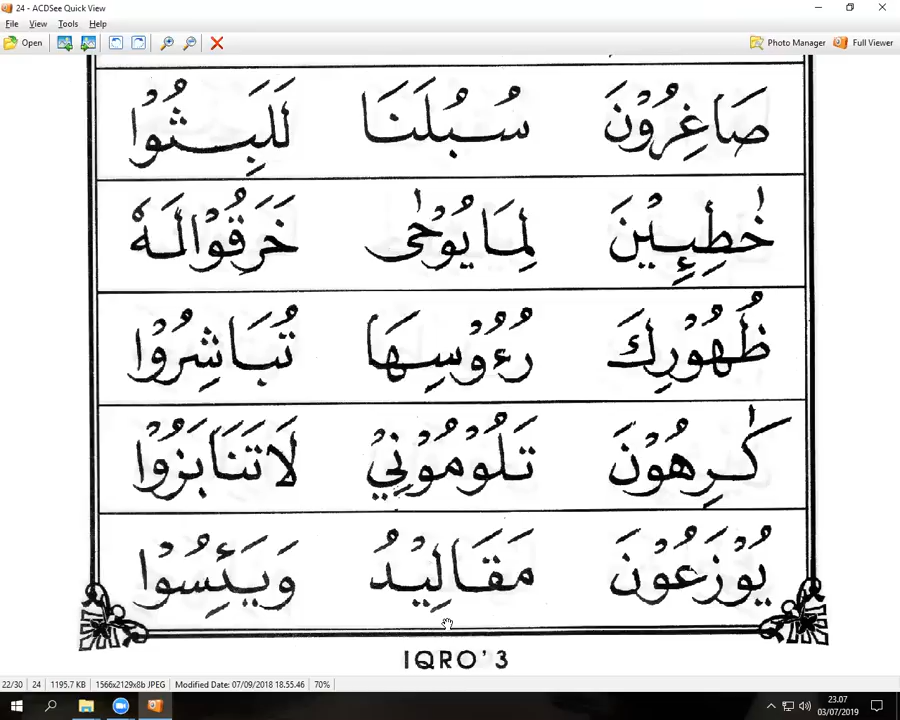 24 - ACDSee Quick View
File View Tools Help
Open Photo Manager Full Viewer
صَاغِرُوْنَ سُبُلَنَا لَبِثُوْا
خٰطِـِٕيْنَ لِمَا يُوْحٰى خَرَقُوْا لَهٗ
ظُهُوْرِكَ رُءُوْسِهَا تُبَاشِرُوْا
كٰرِهُوْنَ تَلُوْمُوْنِيْ لَا تَنَابَزُوْا
يُوْزَعُوْنَ مَقَالِيْدُ وَيَئِسُوْا
IQRO' 3
22/30 24 1195.7 KB 1566x2129x8b JPEG Modified Date: 07/09/2018 18.55.46 70%
23.07
03/07/2019